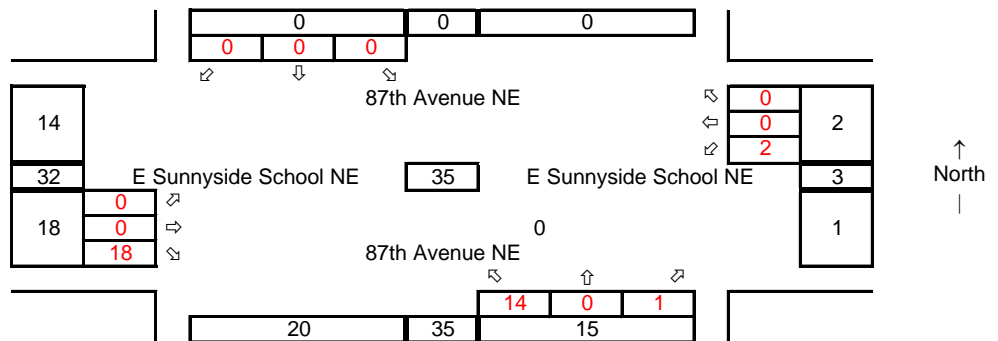 0 0 0
0 0 0
⬃ ⇩ ⬂
87th Avenue NE
14
⬁ 0
⇦ 0
⬃ 2
2
↑
32 E Sunnyside School NE 35 E Sunnyside School NE 3
North
|
18
0 ⬀
0 ⇨
18 ⬂
0
1
87th Avenue NE
⬁ ⇧ ⬀
14 0 1
20 35 15